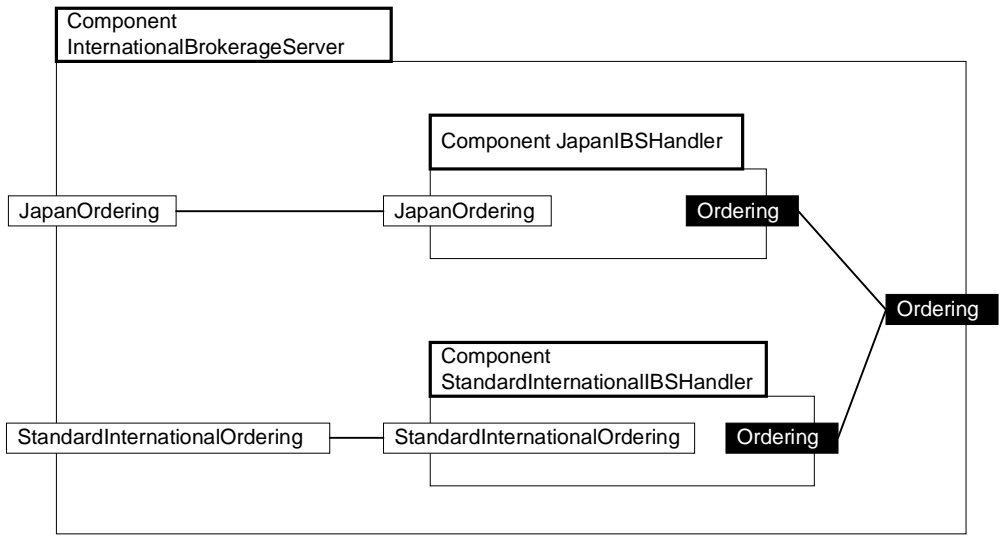 Component
InternationalBrokerageServer
Component JapanIBSHandler
JapanOrdering
JapanOrdering
Ordering
Ordering
Component
StandardInternationalIBSHandler
StandardInternationalOrdering
StandardInternationalOrdering
Ordering